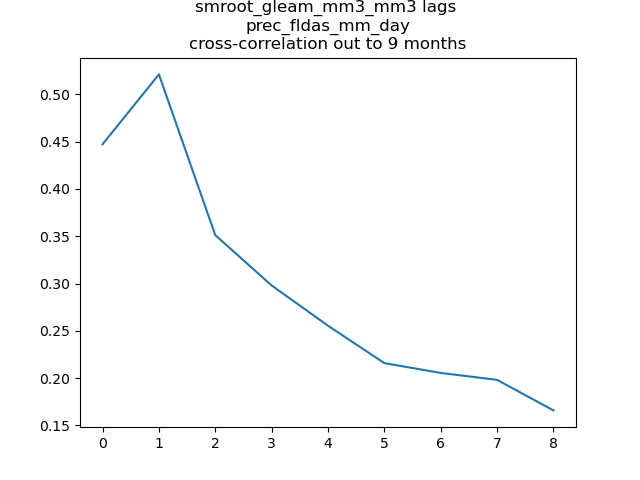 smroot_gleam_mm3_mm3 lags
prec_fldas_mm_day
cross-correlation out to 9 months
0.50
0.45
0.40
0.35
0.30
0.25
0.20
0.15
0 1 2 3 4 5 6 7 8